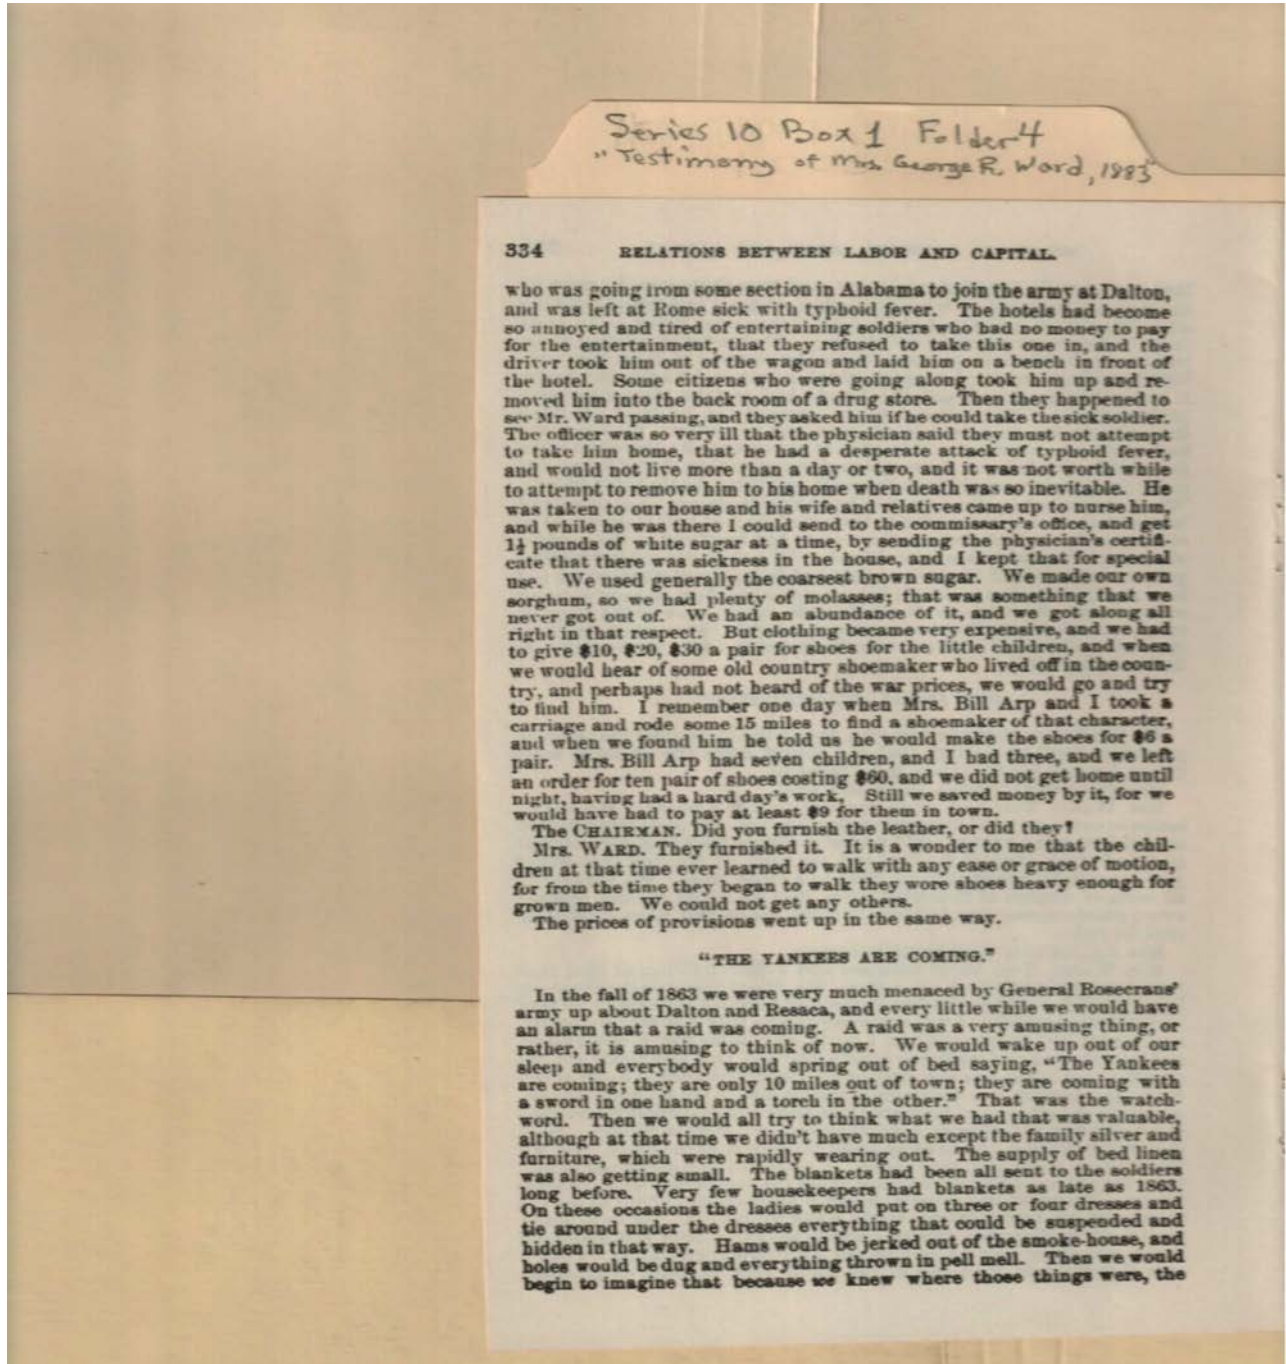 Series 10 Box 1 Folder 4
"Testimony of Mrs. George R. Ward, 1883"
334 RELATIONS BETWEEN LABOR AND CAPITAL.
who was going from some section in Alabama to join the army at Dalton,
and was left at Rome sick with typhoid fever. The hotels had become
so annoyed and tired of entertaining soldiers who had no money to pay
for the entertainment, that they refused to take this one in, and the
driver took him out of the wagon and laid him on a bench in front of
the hotel. Some citizens who were going along took him up and re-
moved him into the back room of a drug store. Then they happened to
see Mr. Ward passing, and they asked him if he could take the sick soldier.
The officer was so very ill that the physician said they must not attempt
to take him home, that he had a desperate attack of typhoid fever,
and would not live more than a day or two, and it was not worth while
to attempt to remove him to his home when death was so inevitable. He
was taken to our house and his wife and relatives came up to nurse him,
and while he was there I could send to the commissary's office, and get
1½ pounds of white sugar at a time, by sending the physician's certifi-
cate that there was sickness in the house, and I kept that for special
use. We used generally the coarsest brown sugar. We made our own
sorghum, so we had plenty of molasses; that was something that we
never got out of. We had an abundance of it, and we got along all
right in that respect. But clothing became very expensive, and we had
to give $10, $20, $30 a pair for shoes for the little children, and when
we would hear of some old country shoemaker who lived off in the coun-
try, and perhaps had not heard of the war prices, we would go and try
to find him. I remember one day when Mrs. Bill Arp and I took a
carriage and rode some 15 miles to find a shoemaker of that character,
and when we found him he told us he would make the shoes for $6 a
pair. Mrs. Bill Arp had seven children, and I had three, and we left
an order for ten pair of shoes costing $60, and we did not get home until
night, having had a hard day's work. Still we saved money by it, for we
would have had to pay at least $9 for them in town.
The CHAIRMAN. Did you furnish the leather, or did they?
Mrs. WARD. They furnished it. It is a wonder to me that the chil-
dren at that time ever learned to walk with any ease or grace of motion,
for from the time they began to walk they wore shoes heavy enough for
grown men. We could not get any others.
The prices of provisions went up in the same way.
"THE YANKEES ARE COMING."
In the fall of 1863 we were very much menaced by General Rosecrans'
army up about Dalton and Resaca, and every little while we would have
an alarm that a raid was coming. A raid was a very amusing thing, or
rather, it is amusing to think of now. We would wake up out of our
sleep and everybody would spring out of bed saying, "The Yankees
are coming; they are only 10 miles out of town; they are coming with
a sword in one hand and a torch in the other." That was the watch-
word. Then we would all try to think what we had that was valuable,
although at that time we didn't have much except the family silver and
furniture, which were rapidly wearing out. The supply of bed linen
was also getting small. The blankets had been all sent to the soldiers
long before. Very few housekeepers had blankets as late as 1863.
On these occasions the ladies would put on three or four dresses and
tie around under the dresses everything that could be suspended and
hidden in that way. Hams would be jerked out of the smoke-house, and
holes would be dug and everything thrown in pell mell. Then we would
begin to imagine that because we knew where those things were, the